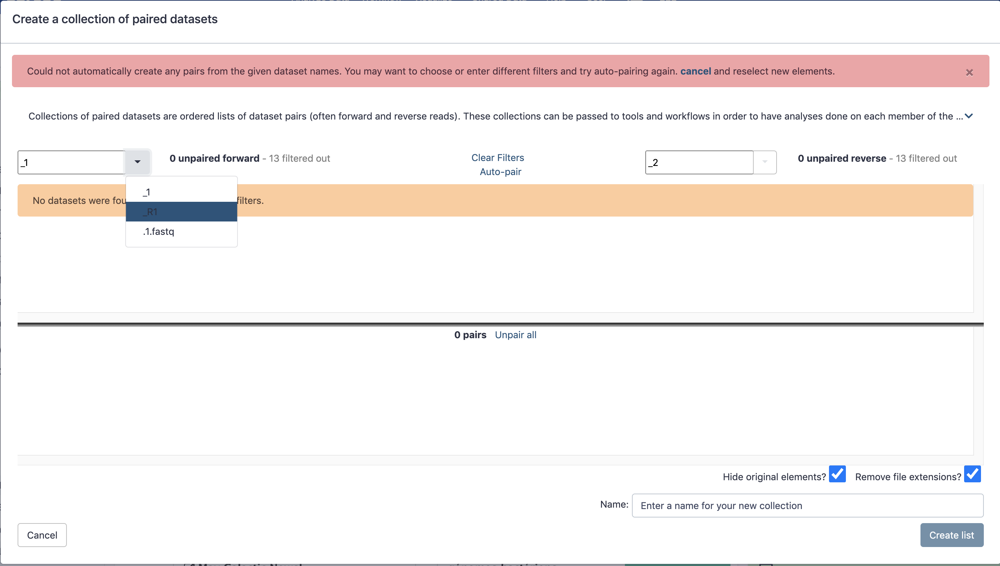 Create a collection of paired datasets
Could not automatically create any pairs from the given dataset names. You may want to choose or enter different filters and try auto-pairing again. cancel and reselect new elements.
Collections of paired datasets are ordered lists of dataset pairs (often forward and reverse reads). These collections can be passed to tools and workflows in order to have analyses done on each member of the ...
_1
0 unpaired forward - 13 filtered out
Clear Filters
Auto-pair
_2
0 unpaired reverse - 13 filtered out
_1
No datasets were fou
filters.
_R1
.1.fastq
0 pairs Unpair all
Hide original elements? Remove file extensions?
Name: Enter a name for your new collection
Cancel
Create list